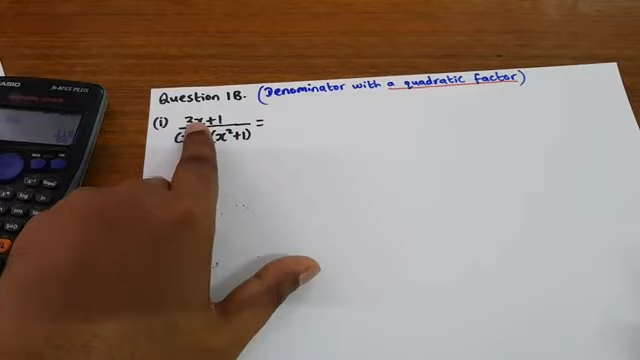 CASIO
Question 1B. (Denominator with a quadratic factor)
(i) 3x+1 =
(x²+1)